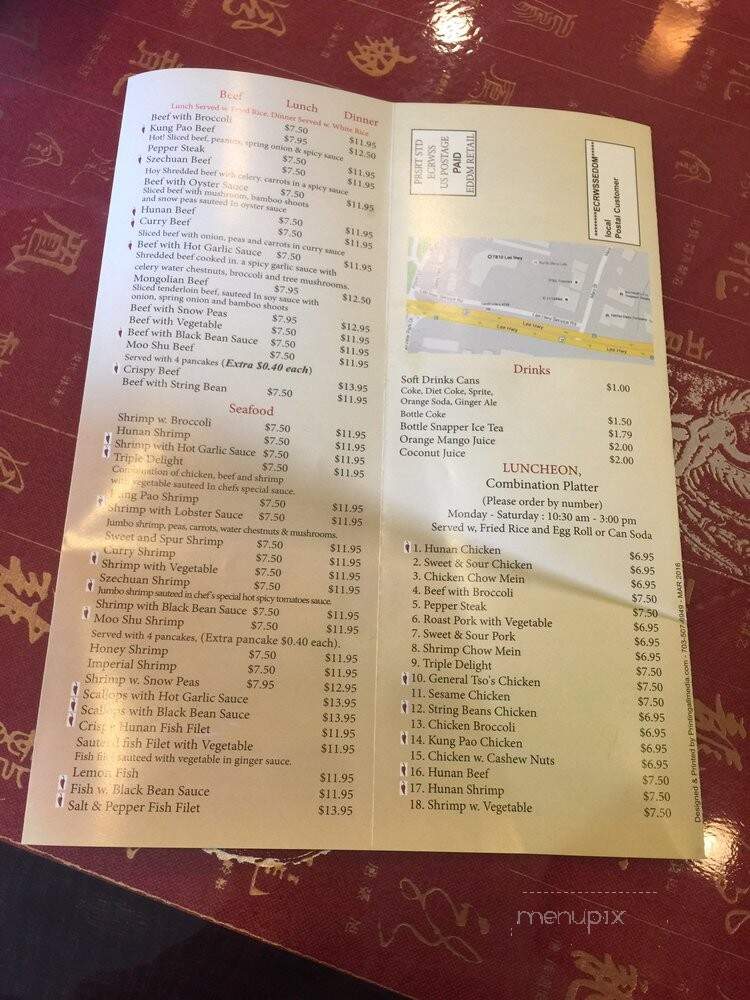 Beef
Lunch
Dinner
Lunch Served w. Fried Rice, Dinner Served w. White Rice
Beef with Broccoli $7.50 $11.95
Kung Pao Beef $7.95 $12.50
Hot! Sliced beef, peanuts, spring onion & spicy sauce
Pepper Steak $7.50 $11.95
Szechuan Beef $7.50 $11.95
Hoy Shredded beef with celery, carrots in a spicy sauce
Beef with Oyster Sauce $7.50 $11.95
Sliced beef with mushroom, bamboo shoots
and snow peas sauteed In oyster sauce
Hunan Beef $7.50 $11.95
Curry Beef $7.50 $11.95
Sliced beef with onion, peas and carrots in curry sauce
Beef with Hot Garlic Sauce $7.50 $11.95
Shredded beef cooked in. a spicy garlic sauce with
celery water chestnuts, broccoli and tree mushrooms.
Mongolian Beef $7.95 $12.50
Sliced tenderloin beef, sauteed In soy sauce with
onion, spring onion and bamboo shoots
Beef with Snow Peas $7.95 $12.95
Beef with Vegetable $7.50 $11.95
Beef with Black Bean Sauce $7.50 $11.95
Moo Shu Beef $7.50 $11.95
Served with 4 pancakes (Extra $0.40 each)
Crispy Beef $13.95
Beef with String Bean $7.50 $11.95
Seafood
Shrimp w. Broccoli $7.50 $11.95
Hunan Shrimp $7.50 $11.95
Shrimp with Hot Garlic Sauce $7.50 $11.95
Triple Delight $7.50 $11.95
Combination of chicken, beef and shrimp
with vegetable sauteed In chefs special sauce.
Kung Pao Shrimp $7.50 $11.95
Shrimp with Lobster Sauce $7.50 $11.95
Jumbo shrimp, peas, carrots, water chestnuts & mushrooms.
Sweet and Spur Shrimp $7.50 $11.95
Curry Shrimp $7.50 $11.95
Shrimp with Vegetable $7.50 $11.95
Szechuan Shrimp $7.50 $11.95
Jumbo shrimp sauteed in chef's special hot spicy tomatoes sauce.
Shrimp with Black Bean Sauce $7.50 $11.95
Moo Shu Shrimp $7.50 $11.95
Served with 4 pancakes, (Extra pancake $0.40 each).
Honey Shrimp $7.50 $11.95
Imperial Shrimp $7.50 $11.95
Shrimp w. Snow Peas $7.95 $12.95
Scallops with Hot Garlic Sauce $13.95
Scallops with Black Bean Sauce $13.95
Crispy Hunan Fish Filet $11.95
Sauteed fish Filet with Vegetable $11.95
Fish filet sauteed with vegetable in ginger sauce.
Lemon Fish $11.95
Fish w. Black Bean Sauce $11.95
Salt & Pepper Fish Filet $13.95
PRSRT STD
ECRWSS
US POSTAGE
PAID
EDDM RETAIL
*******ECRWSSEDDM******
local
Postal Customer
7810 Lee Hwy
Lee Hwy Service Rd
Lee Hwy
Lee Hwy
Drinks
Soft Drinks Cans $1.00
Coke, Diet Coke, Sprite,
Orange Soda, Ginger Ale
Bottle Coke $1.50
Bottle Snapper Ice Tea $1.79
Orange Mango Juice $2.00
Coconut Juice $2.00
LUNCHEON,
Combination Platter
(Please order by number)
Monday - Saturday : 10:30 am - 3:00 pm
Served w, Fried Rice and Egg Roll or Can Soda
1. Hunan Chicken $6.95
2. Sweet & Sour Chicken $6.95
3. Chicken Chow Mein $6.95
4. Beef with Broccoli $7.50
5. Pepper Steak $7.50
6. Roast Pork with Vegetable $6.95
7. Sweet & Sour Pork $6.95
8. Shrimp Chow Mein $6.95
9. Triple Delight $7.50
10. General Tso's Chicken $7.50
11. Sesame Chicken $7.50
12. String Beans Chicken $6.95
13. Chicken Broccoli $6.95
14. Kung Pao Chicken $6.95
15. Chicken w. Cashew Nuts $6.95
16. Hunan Beef $7.50
17. Hunan Shrimp $7.50
18. Shrimp w. Vegetable $7.50
Designed & Printed by Printingallmedia.com - 703-507-6949 - MAR 2016
menupix